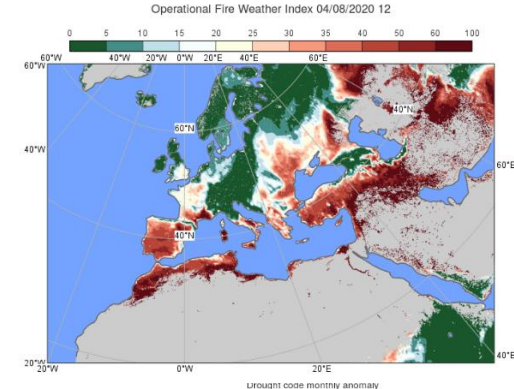 Operational Fire Weather Index 04/08/2020 12
0 5 10 15 20 25 30 35 40 50 60 100
60°W 40°W 20°W 0°W 20°E 40°E
60°W
40°N
60°N
40°W
60°E
40°N
20°W 0°W 20°E 40°E
Drought code monthly anomaly